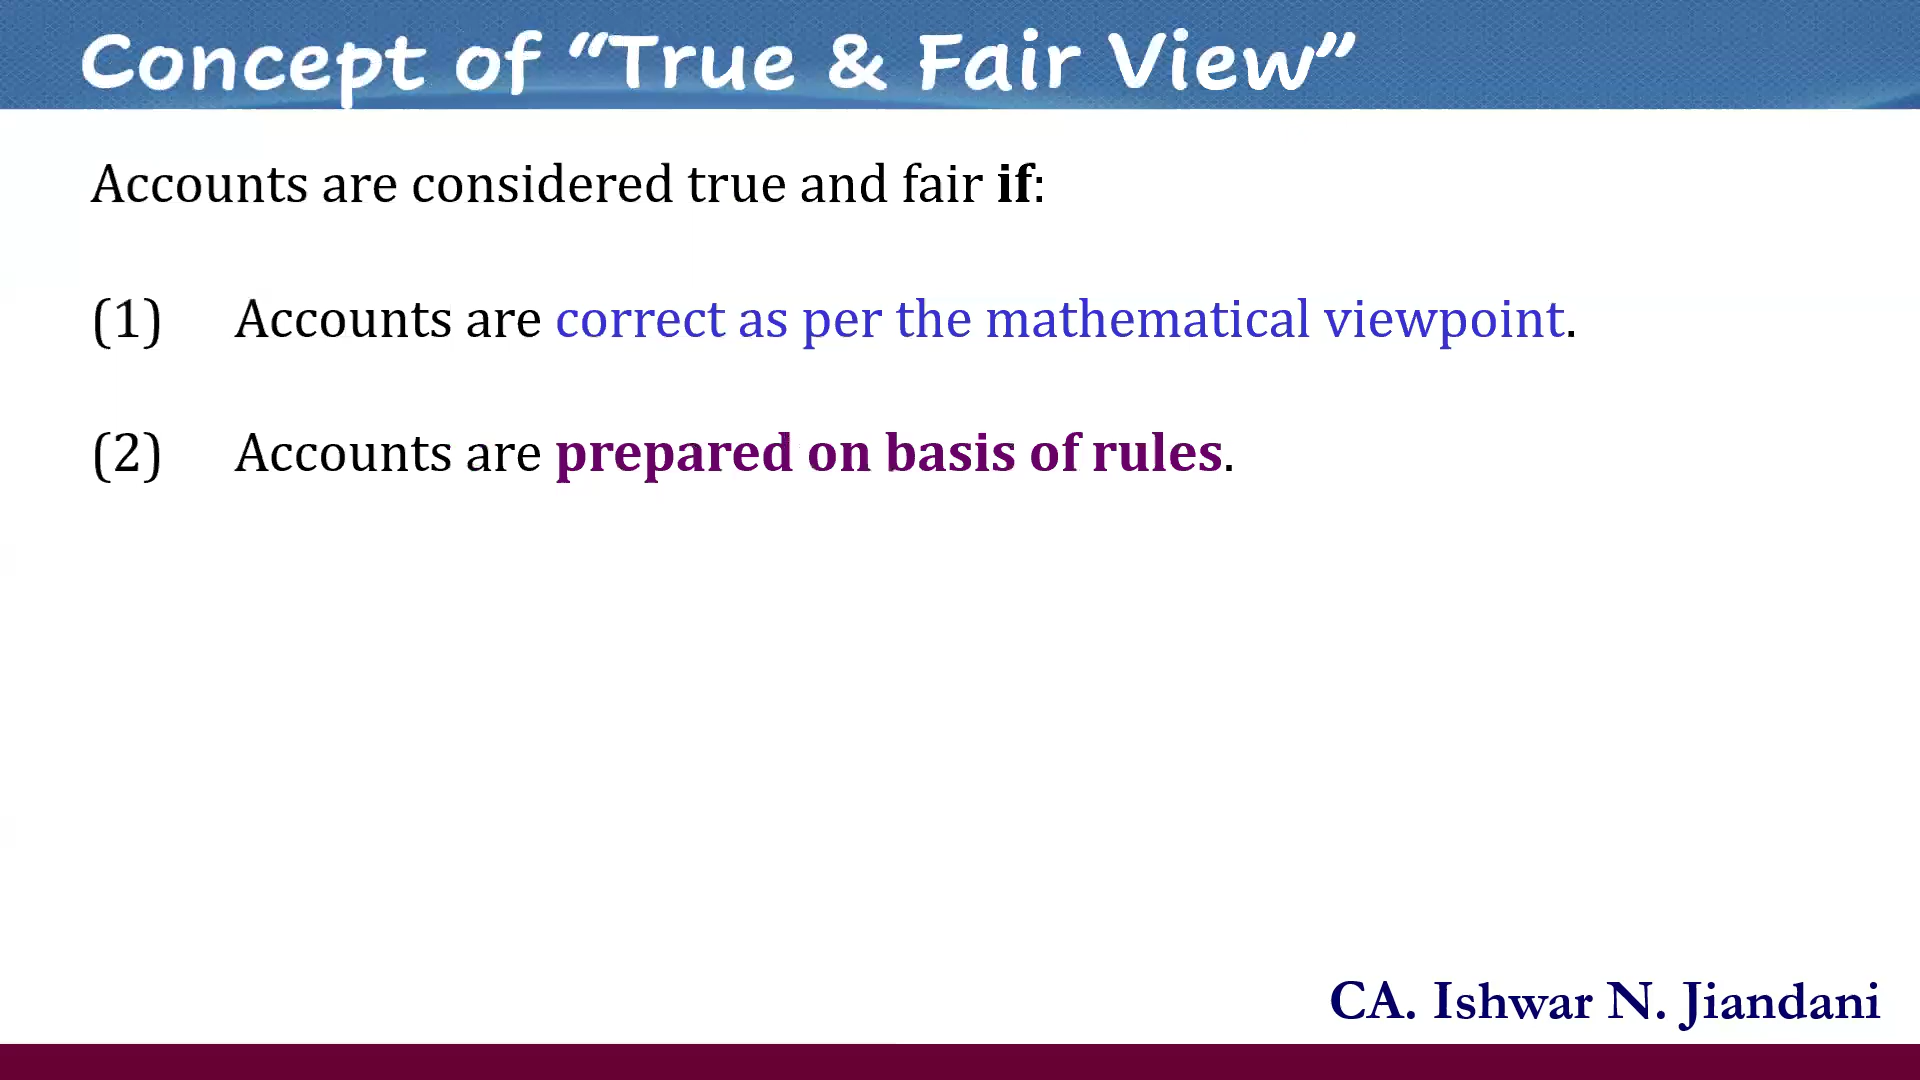 Concept of “True & Fair View”
Accounts are considered true and fair if:
(1) Accounts are correct as per the mathematical viewpoint.
(2) Accounts are prepared on basis of rules.
CA. Ishwar N. Jiandani